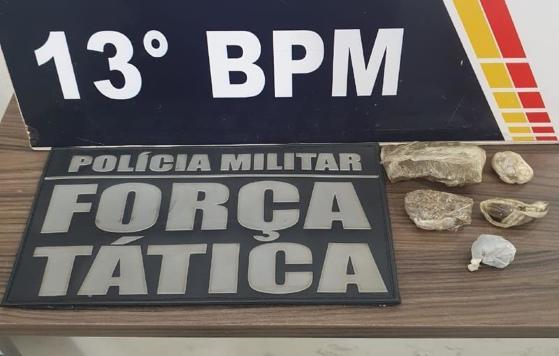 13° BPM
POLÍCIA MILITAR
FORÇA
TÁTICA